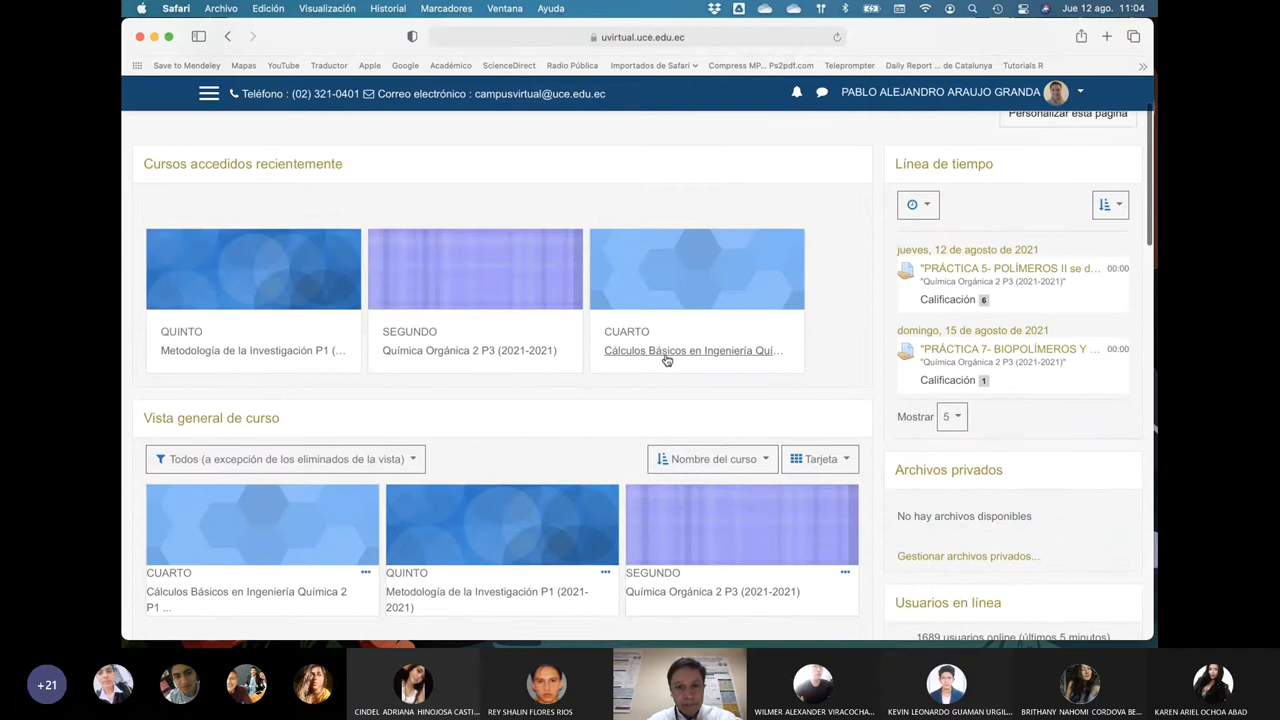 Safari Archivo Edición Visualización Historial Marcadores Ventana Ayuda Jue 12 ago. 11:04
uvirtual.uce.edu.ec
Save to Mendeley Mapas YouTube Traductor Apple Google Académico ScienceDirect Radio Pública Importados de Safari Compress MP... Ps2pdf.com Teleprompter Daily Report ... de Catalunya Tutorials R
Teléfono : (02) 321-0401 Correo electrónico : campusvirtual@uce.edu.ec PABLO ALEJANDRO ARAUJO GRANDA
Personalizar esta página
Cursos accedidos recientemente
QUINTO
Metodología de la Investigación P1 (...
SEGUNDO
Química Orgánica 2 P3 (2021-2021)
CUARTO
Cálculos Básicos en Ingeniería Quí...
Vista general de curso
Todos (a excepción de los eliminados de la vista) Nombre del curso Tarjeta
CUARTO
Cálculos Básicos en Ingeniería Química 2
P1 ...
QUINTO
Metodología de la Investigación P1 (2021-
2021)
SEGUNDO
Química Orgánica 2 P3 (2021-2021)
Línea de tiempo
jueves, 12 de agosto de 2021
"PRÁCTICA 5- POLÍMEROS II se d... 00:00
"Química Orgánica 2 P3 (2021-2021)"
Calificación 6
domingo, 15 de agosto de 2021
"PRÁCTICA 7- BIOPOLÍMEROS Y ... 00:00
"Química Orgánica 2 P3 (2021-2021)"
Calificación 1
Mostrar 5
Archivos privados
No hay archivos disponibles
Gestionar archivos privados...
Usuarios en línea
1689 usuarios online (últimos 5 minutos)
+21
CINDEL ADRIANA HINOJOSA CASTI...
REY SHALIN FLORES RIOS
WILMER ALEXANDER VIRACOCHA...
KEVIN LEONARDO GUAMAN URGIL...
BRITHANY NAHOMI CORDOVA BE...
KAREN ARIEL OCHOA ABAD